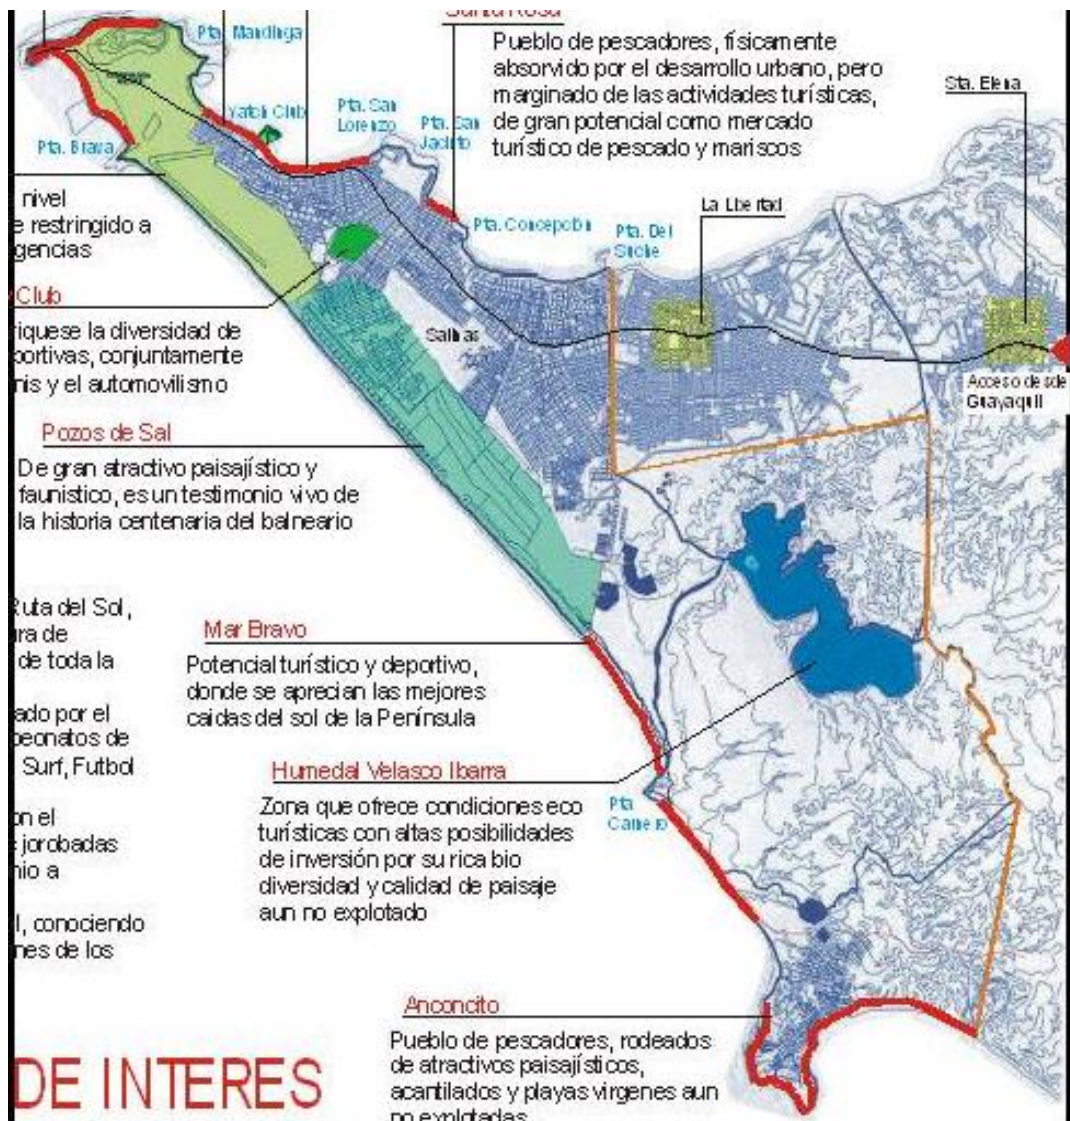 Santa Rosa
Pueblo de pescadores, físicamente
absorvido por el desarrollo urbano, pero
marginado de las actividades turísticas,
de gran potencial como mercado
turístico de pescado y mariscos
Pta. Mandinga
Yatch Club
Pta. San
Lorenzo
Pta. San
Jacinto
Pta. Brava
Pta. Concepción
Pta. Del
Suche
La Libertad
Sta. Elena
Acceso desde
Guayaquil
Salinas
nivel
e restringido a
gencias
Club
riquese la diversidad de
portivas, conjuntamente
nis y el automovilismo
Pozos de Sal
De gran atractivo paisajístico y
faunistico, es un testimonio vivo de
la historia centenaria del balneario
Ruta del Sol,
ra de
de toda la
ado por el
peonatos de
Surf, Futbol
on el
jorobadas
nio a
l, conociendo
nes de los
Mar Bravo
Potencial turístico y deportivo,
donde se aprecian las mejores
caidas del sol de la Península
Humedal Velasco Ibarra
Zona que ofrece condiciones eco
turísticas con altas posibilidades
de inversión por su rica bio
diversidad y calidad de paisaje
aun no explotado
Pta
Carnero
Anconcito
Pueblo de pescadores, rodeados
de atractivos paisajísticos,
acantilados y playas virgenes aun
no explotadas
DE INTERES